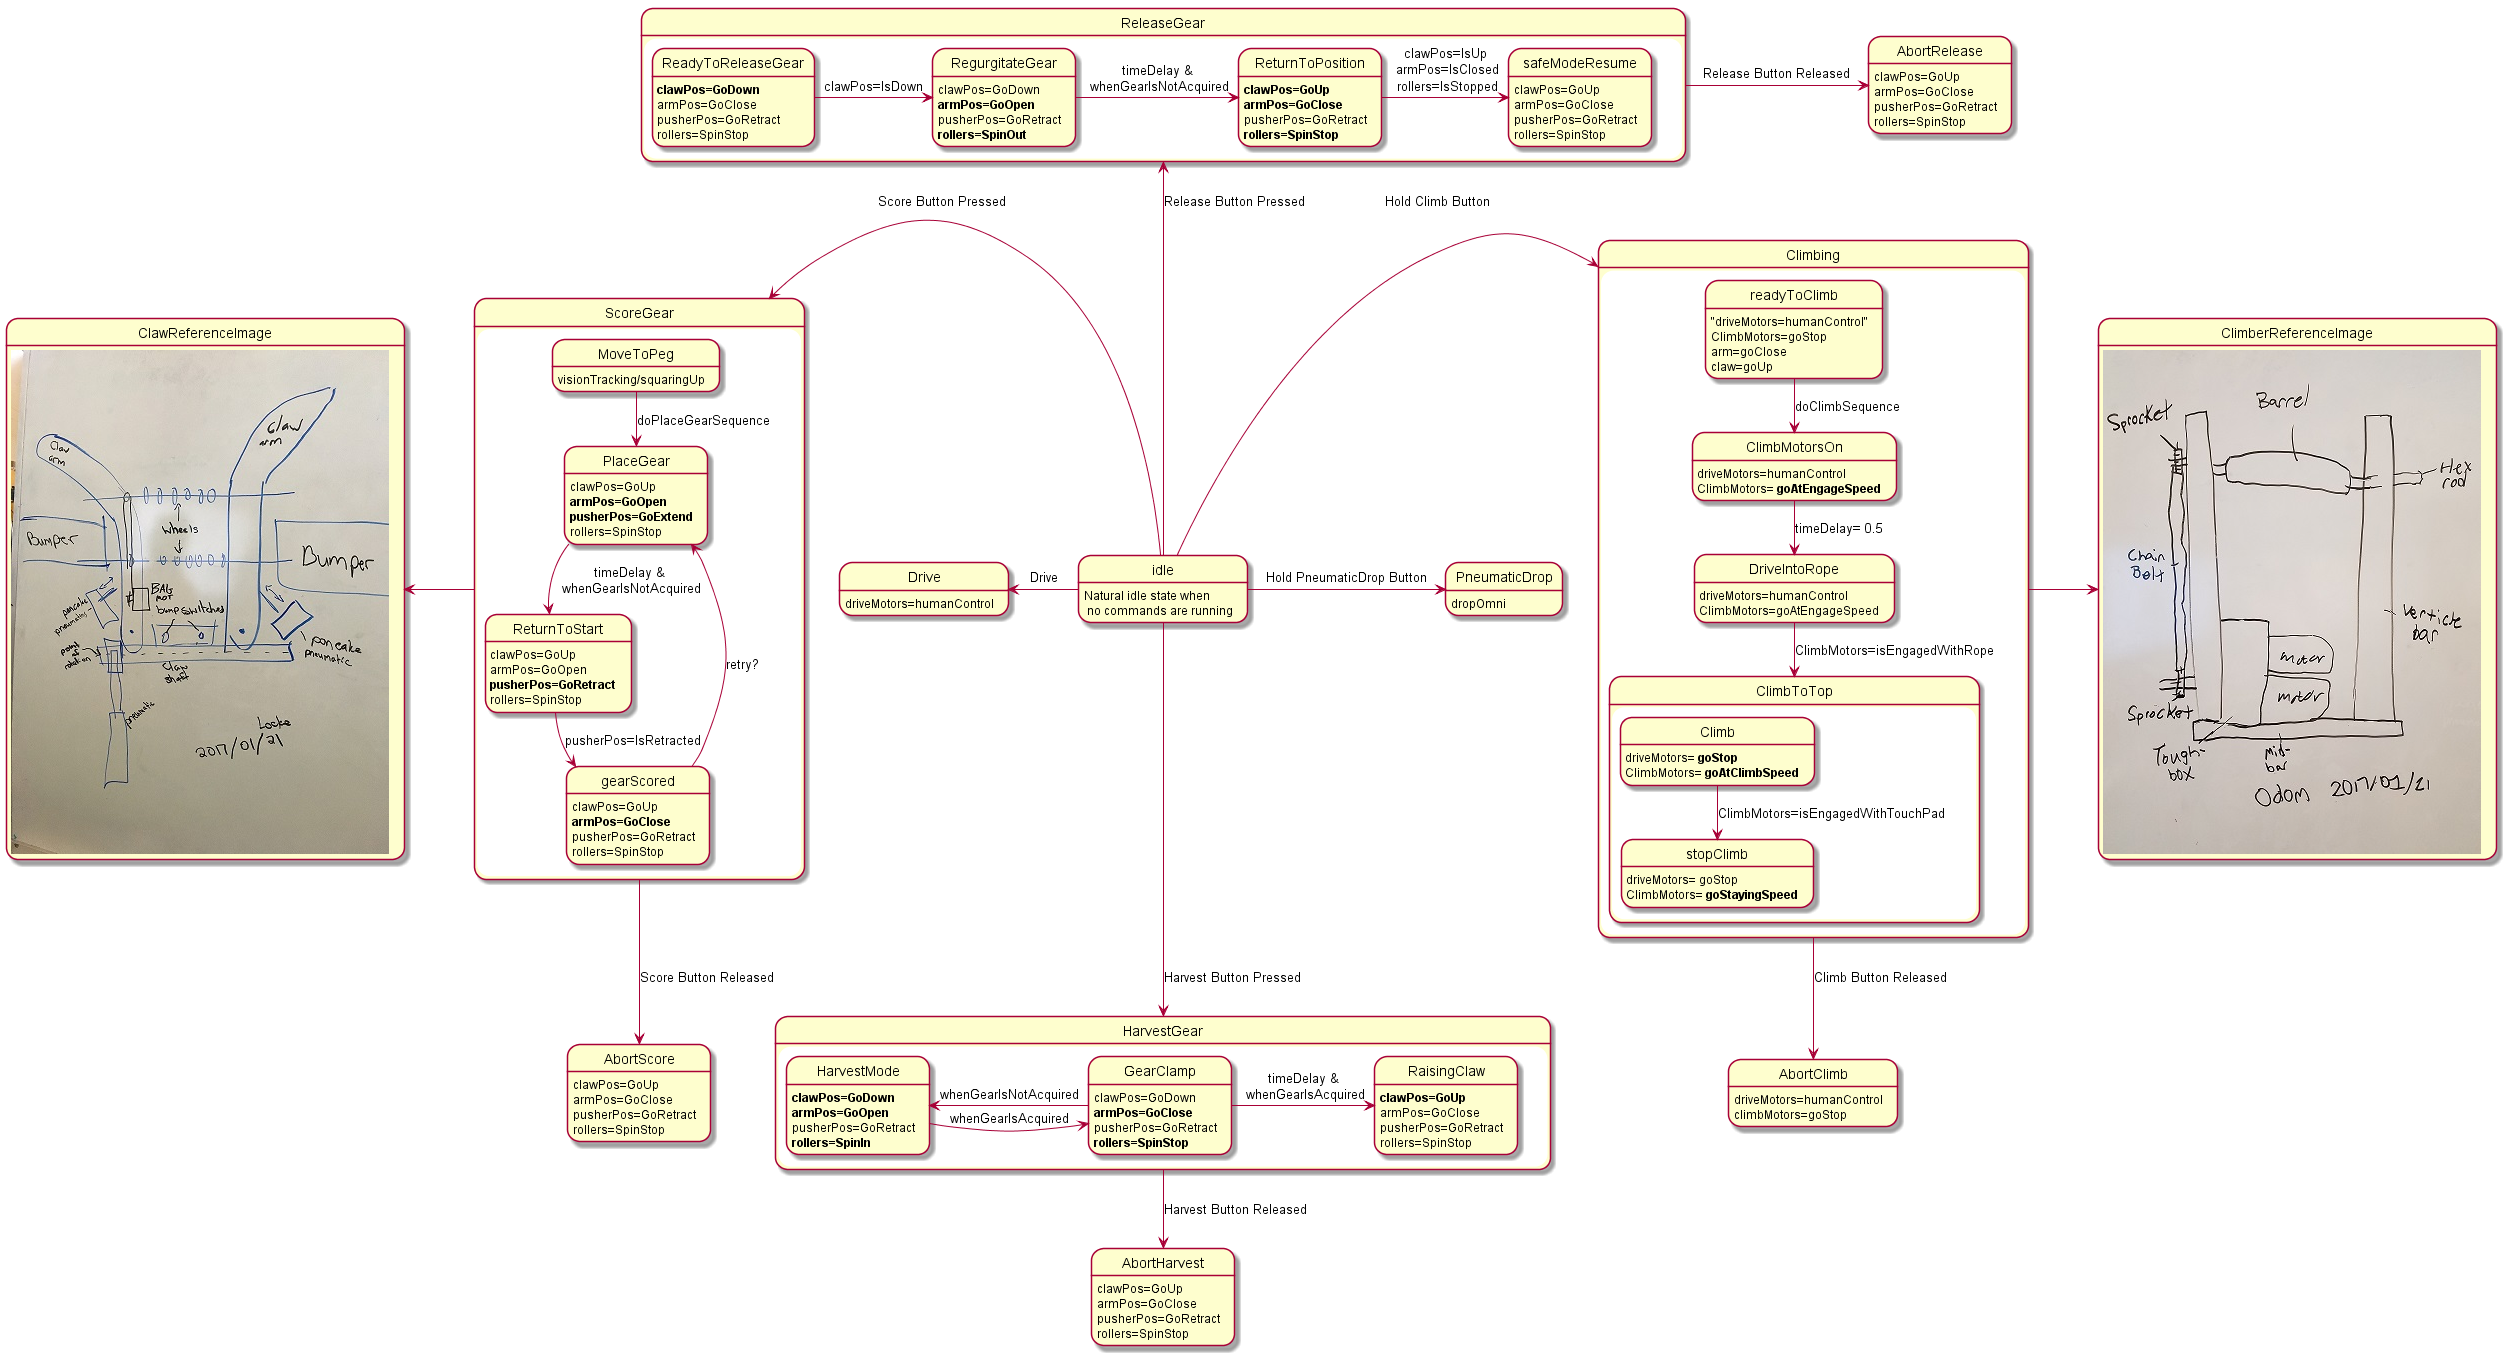 ReleaseGear
ReadyToReleaseGear
clawPos=GoDown
armPos=GoClose
pusherPos=GoRetract
rollers=SpinStop
clawPos=IsDown
RegurgitateGear
clawPos=GoDown
armPos=GoOpen
pusherPos=GoRetract
rollers=SpinOut
timeDelay &
whenGearIsNotAcquired
ReturnToPosition
clawPos=GoUp
armPos=GoClose
pusherPos=GoRetract
rollers=SpinStop
clawPos=IsUp
armPos=IsClosed
rollers=IsStopped
safeModeResume
clawPos=GoUp
armPos=GoClose
pusherPos=GoRetract
rollers=SpinStop
Release Button Released
AbortRelease
clawPos=GoUp
armPos=GoClose
pusherPos=GoRetract
rollers=SpinStop
Score Button Pressed
Release Button Pressed
Hold Climb Button
ClawReferenceImage
Claw
arm
Claw
arm
wheels
Bumper
Bumper
BAG
MOT
bumpswitches
pancake
pneumatic
pancake
pneumatic
point
of
rotation
Claw
shaft
pneumatic
Locke
2017/01/21
ScoreGear
MoveToPeg
visionTracking/squaringUp
doPlaceGearSequence
PlaceGear
clawPos=GoUp
armPos=GoOpen
pusherPos=GoExtend
rollers=SpinStop
timeDelay &
whenGearIsNotAcquired
ReturnToStart
clawPos=GoUp
armPos=GoOpen
pusherPos=GoRetract
rollers=SpinStop
retry?
pusherPos=IsRetracted
gearScored
clawPos=GoUp
armPos=GoClose
pusherPos=GoRetract
rollers=SpinStop
Score Button Released
AbortScore
clawPos=GoUp
armPos=GoClose
pusherPos=GoRetract
rollers=SpinStop
Drive
driveMotors=humanControl
Drive
idle
Natural idle state when
no commands are running
Hold PneumaticDrop Button
PneumaticDrop
dropOmni
Harvest Button Pressed
HarvestGear
HarvestMode
clawPos=GoDown
armPos=GoOpen
pusherPos=GoRetract
rollers=SpinIn
whenGearIsNotAcquired
whenGearIsAcquired
GearClamp
clawPos=GoDown
armPos=GoClose
pusherPos=GoRetract
rollers=SpinStop
timeDelay &
whenGearIsAcquired
RaisingClaw
clawPos=GoUp
armPos=GoClose
pusherPos=GoRetract
rollers=SpinStop
Harvest Button Released
AbortHarvest
clawPos=GoUp
armPos=GoClose
pusherPos=GoRetract
rollers=SpinStop
Climbing
readyToClimb
"driveMotors=humanControl"
ClimbMotors=goStop
arm=goClose
claw=goUp
doClimbSequence
ClimbMotorsOn
driveMotors=humanControl
ClimbMotors= goAtEngageSpeed
timeDelay= 0.5
DriveIntoRope
driveMotors=humanControl
ClimbMotors=goAtEngageSpeed
ClimbMotors=isEngagedWithRope
ClimbToTop
Climb
driveMotors= goStop
ClimbMotors= goAtClimbSpeed
ClimbMotors=isEngagedWithTouchPad
stopClimb
driveMotors= goStop
ClimbMotors= goStayingSpeed
Climb Button Released
AbortClimb
driveMotors=humanControl
climbMotors=goStop
ClimberReferenceImage
Sprocket
Barrel
Hex
rod
Chain
Bolt
Verticle
bar
motor
motor
Sprocket
Tough-
box
Mid-
bar
Odom 2017/01/21